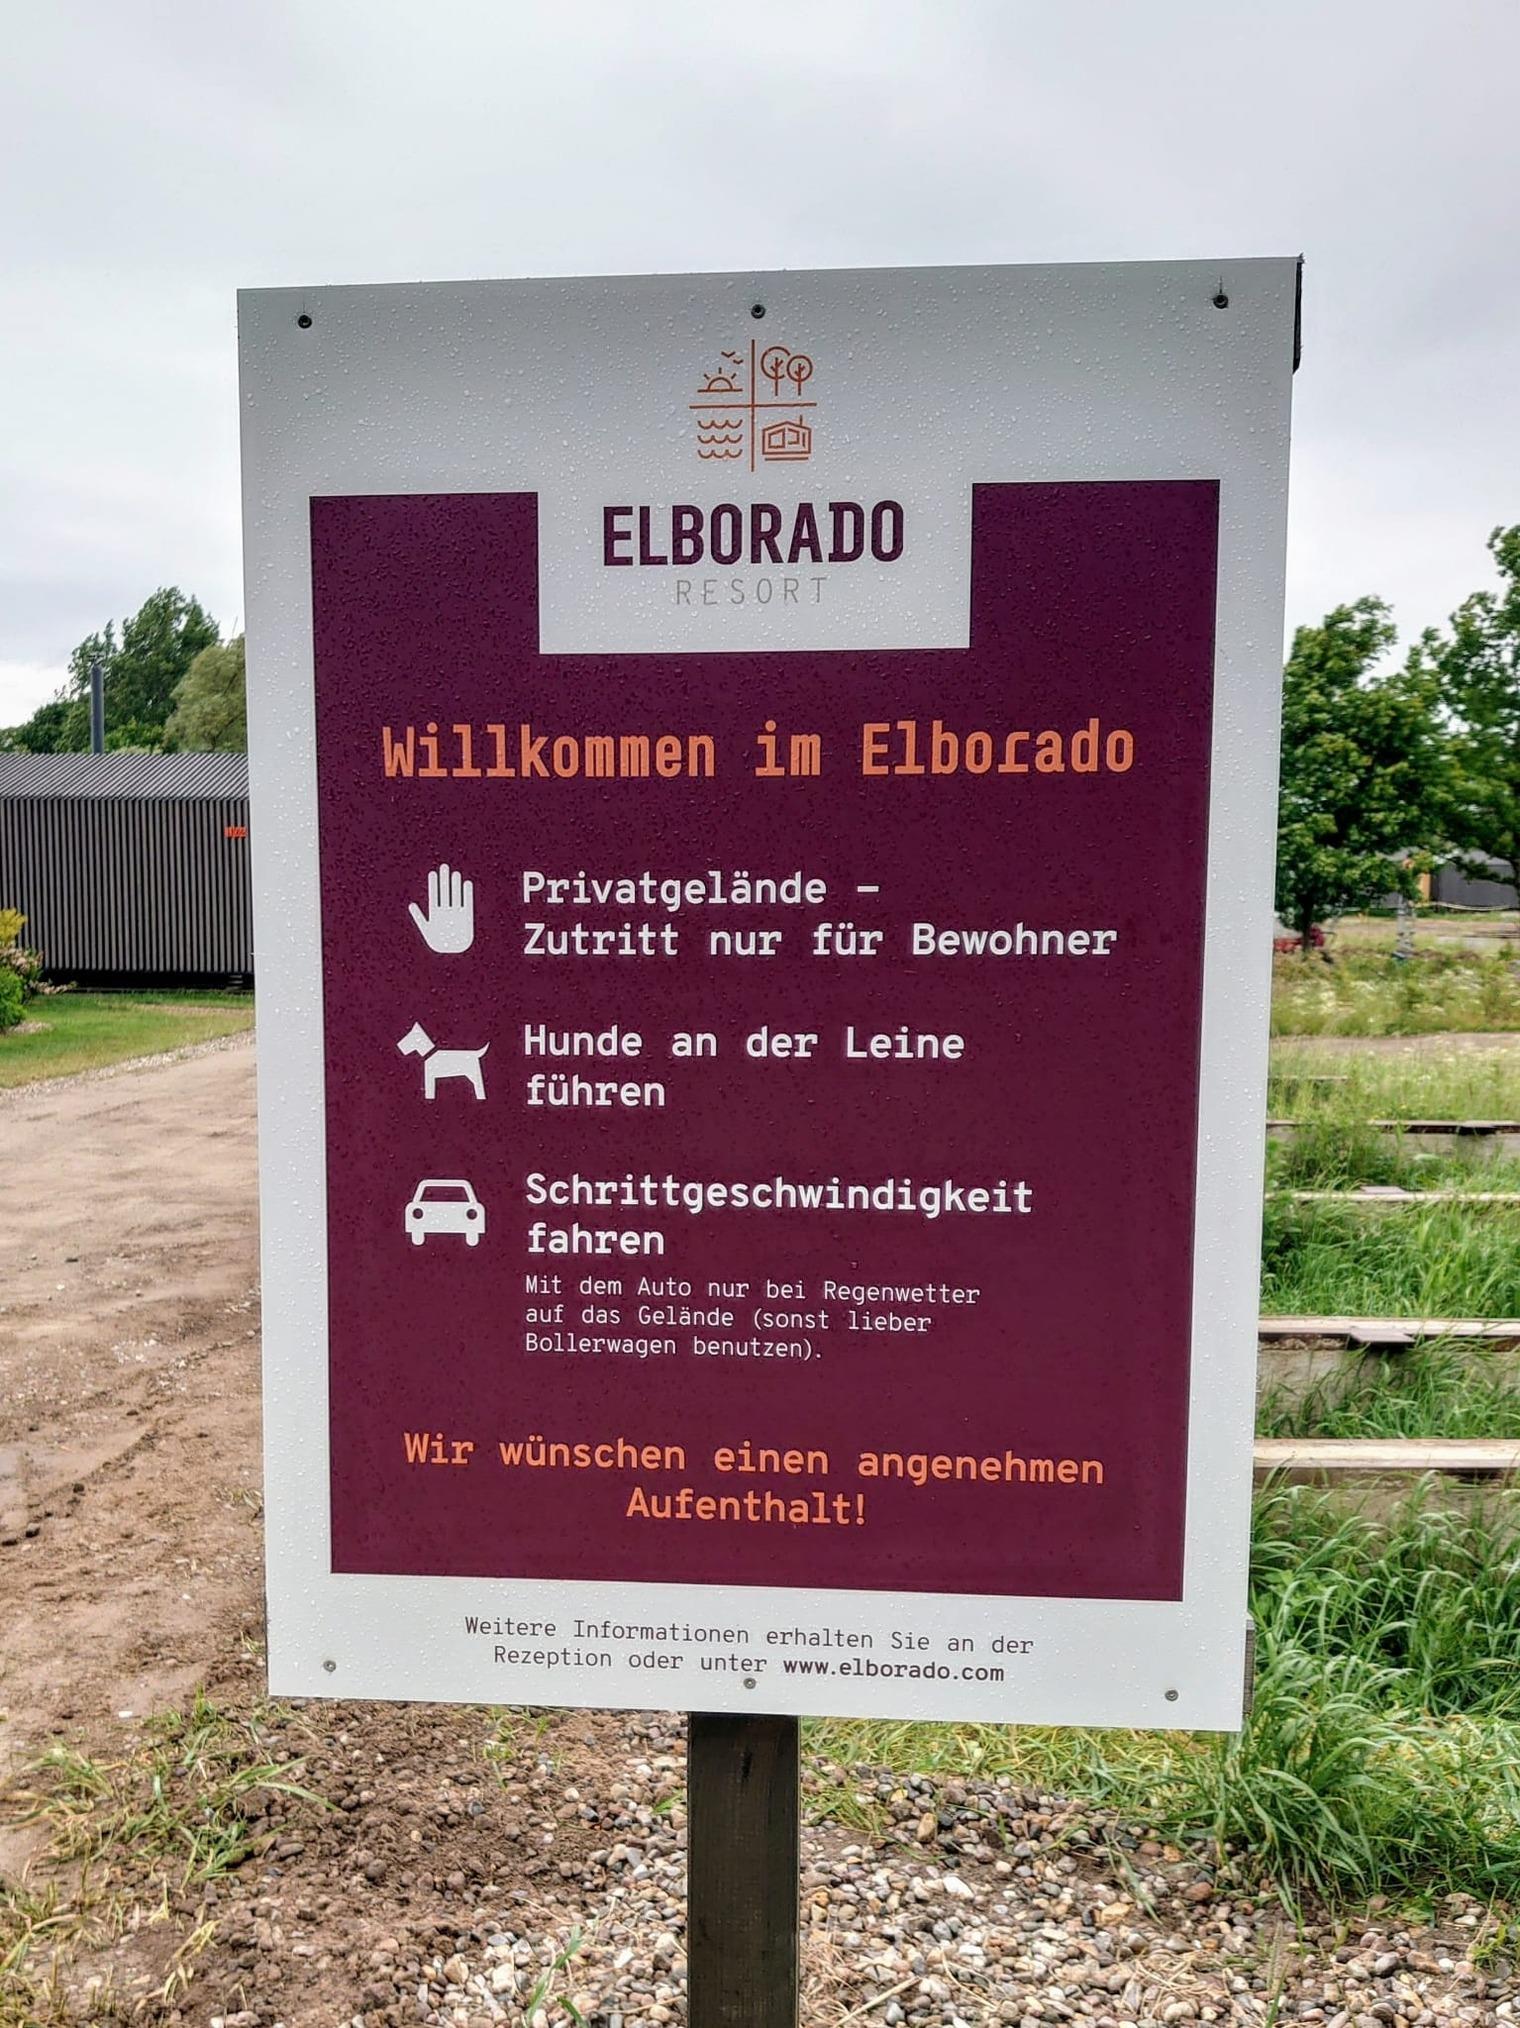 ELBORADO
RESORT
Willkommen im Elborado
Privatgelände –
Zutritt nur für Bewohner
Hunde an der Leine
führen
Schrittgeschwindigkeit
fahren
Mit dem Auto nur bei Regenwetter
auf das Gelände (sonst lieber
Bollerwagen benutzen).
Wir wünschen einen angenehmen
Aufenthalt!
Weitere Informationen erhalten Sie an der
Rezeption oder unter www.elborado.com